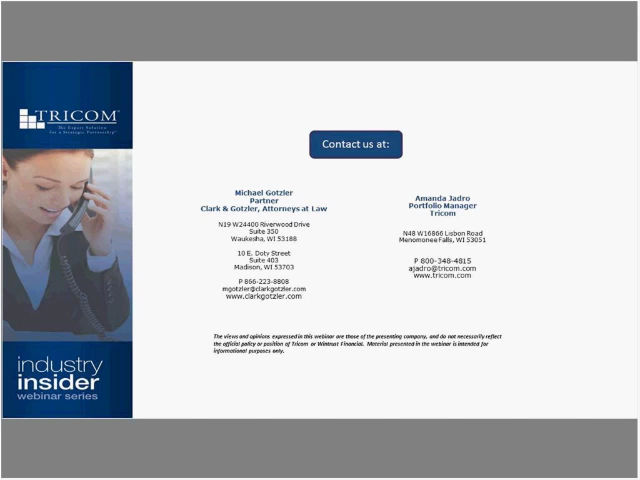 TRICOM
The Expert Solution
for a Strategic Partnership
industry
insider
webinar series
Contact us at:
Michael Gotzler
Partner
Clark & Gotzler, Attorneys at Law
N19 W24400 Riverwood Drive
Suite 350
Waukesha, WI 53188
10 E. Doty Street
Suite 403
Madison, WI 53703
P 866-223-8808
mgotzler@clarkgotzler.com
www.clarkgotzler.com
Amanda Jadro
Portfolio Manager
Tricom
N48 W16866 Lisbon Road
Menomonee Falls, WI 53051
P 800-348-4815
ajadro@tricom.com
www.tricom.com
The views and opinions expressed in this webinar are those of the presenting company, and do not necessarily reflect
the official policy or position of Tricom or Wintrust Financial. Material presented in the webinar is intended for
informational purposes only.